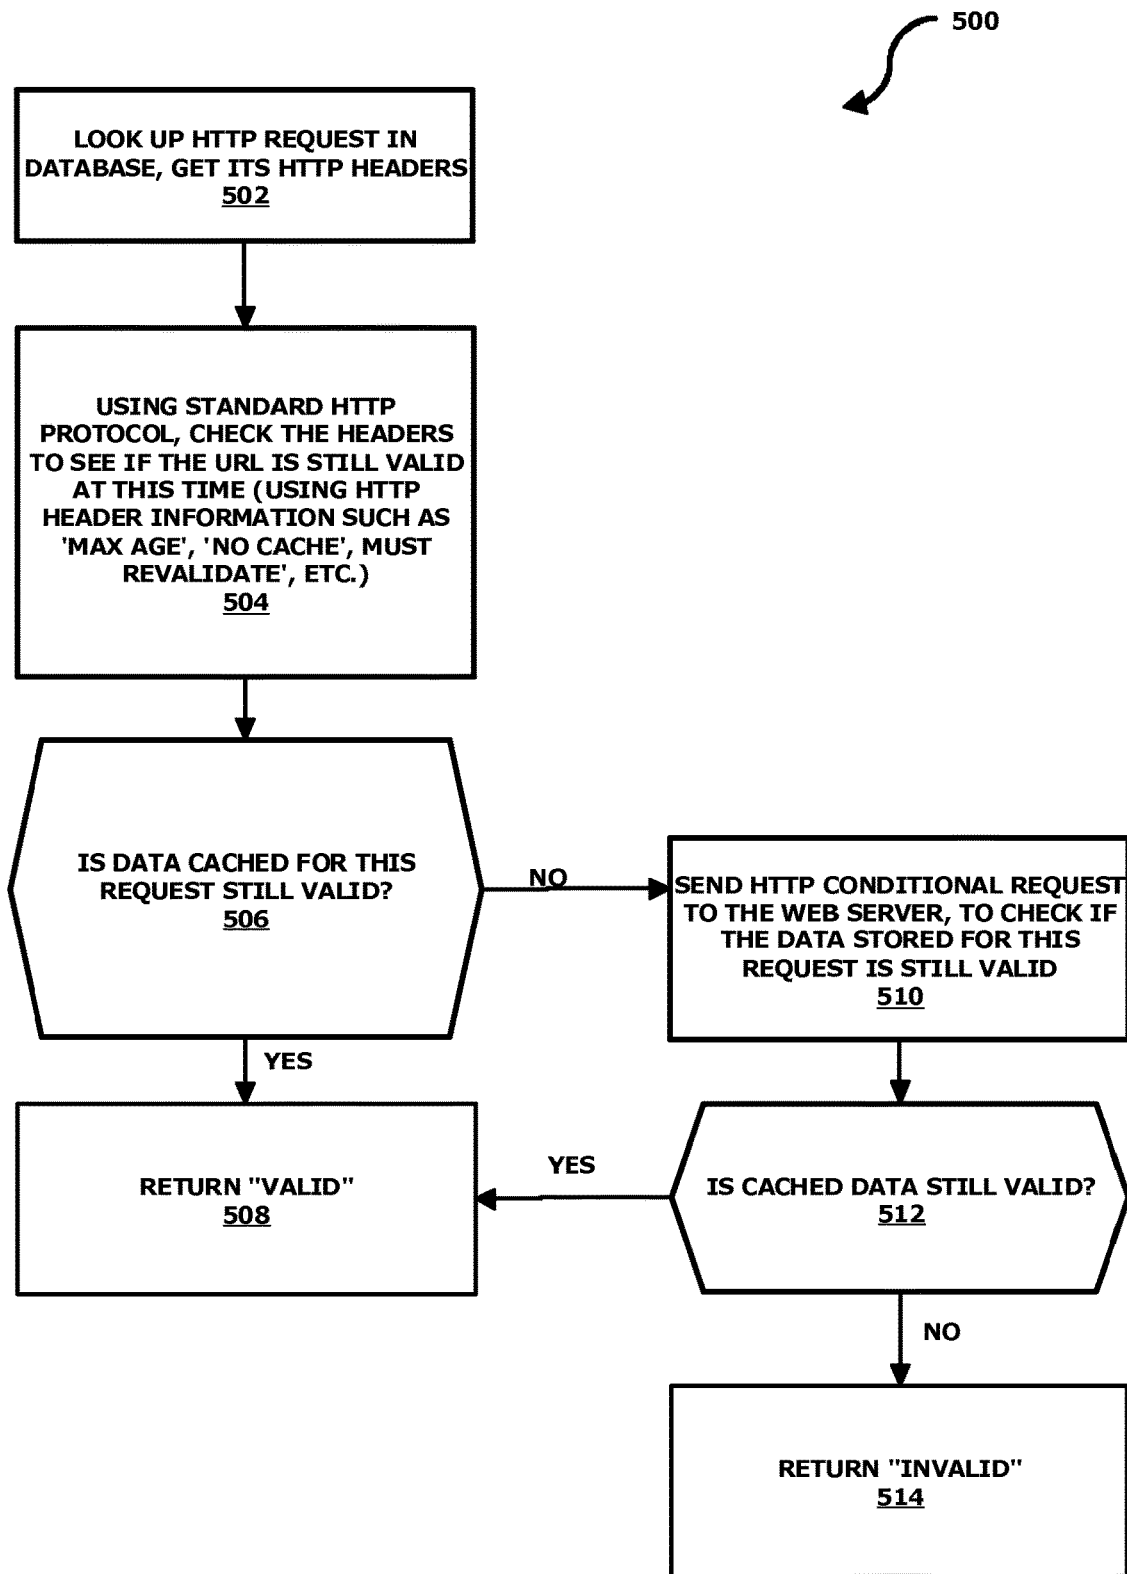 500
LOOK UP HTTP REQUEST IN
DATABASE, GET ITS HTTP HEADERS
502
USING STANDARD HTTP
PROTOCOL, CHECK THE HEADERS
TO SEE IF THE URL IS STILL VALID
AT THIS TIME (USING HTTP
HEADER INFORMATION SUCH AS
'MAX AGE', 'NO CACHE', MUST
REVALIDATE', ETC.)
504
IS DATA CACHED FOR THIS
REQUEST STILL VALID?
506
NO
SEND HTTP CONDITIONAL REQUEST
TO THE WEB SERVER, TO CHECK IF
THE DATA STORED FOR THIS
REQUEST IS STILL VALID
510
YES
RETURN "VALID"
508
YES
IS CACHED DATA STILL VALID?
512
NO
RETURN "INVALID"
514